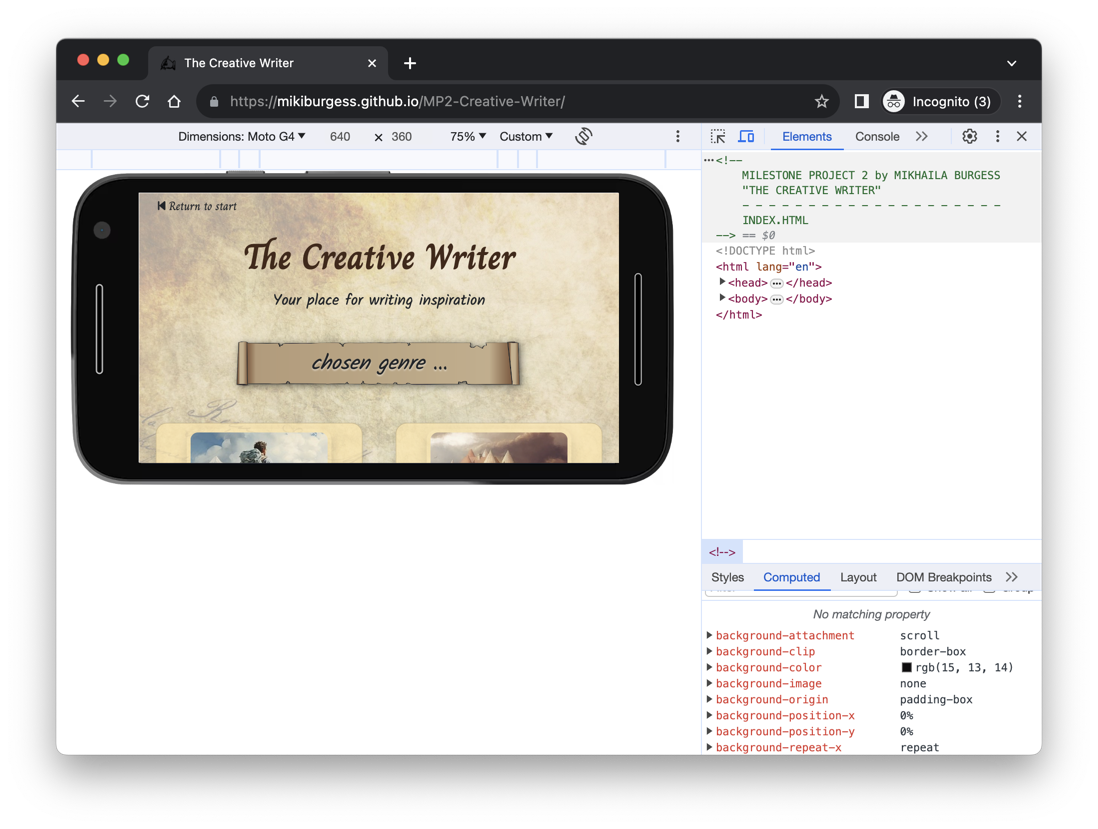 The Creative Writer
https://mikiburgess.github.io/MP2-Creative-Writer/
Incognito (3)
Dimensions: Moto G4 640 × 360 75% Custom
Return to start
The Creative Writer
Your place for writing inspiration
chosen genre ...
Elements Console
<!--
MILESTONE PROJECT 2 by MIKHAILA BURGESS
"THE CREATIVE WRITER"
- - - - - - - - - - - - - - - - - - - -
INDEX.HTML
--> == $0
<!DOCTYPE html>
<html lang="en">
<head> ••• </head>
<body> ••• </body>
</html>
<!-->
Styles Computed Layout DOM Breakpoints
No matching property
background-attachment scroll
background-clip border-box
background-color rgb(15, 13, 14)
background-image none
background-origin padding-box
background-position-x 0%
background-position-y 0%
background-repeat-x repeat